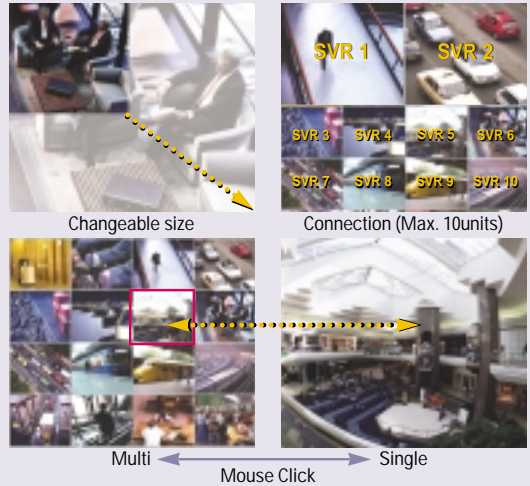 SVR 1 SVR 2
SVR 3 SVR 4 SVR 5 SVR 6
SVR 7 SVR 8 SVR 9 SVR 10
Changeable size
Connection (Max. 10units)
Multi Single
Mouse Click